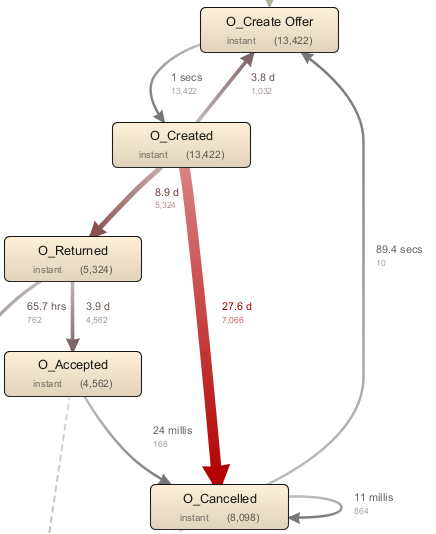 O_Create Offer
instant (13,422)
1 secs
13,422
3.8 d
1,032
O_Created
instant (13,422)
8.9 d
5,324
O_Returned
instant (5,324)
89.4 secs
10
65.7 hrs
762
3.9 d
4,562
27.6 d
7,066
O_Accepted
instant (4,562)
24 millis
168
O_Cancelled
instant (8,098)
11 millis
864